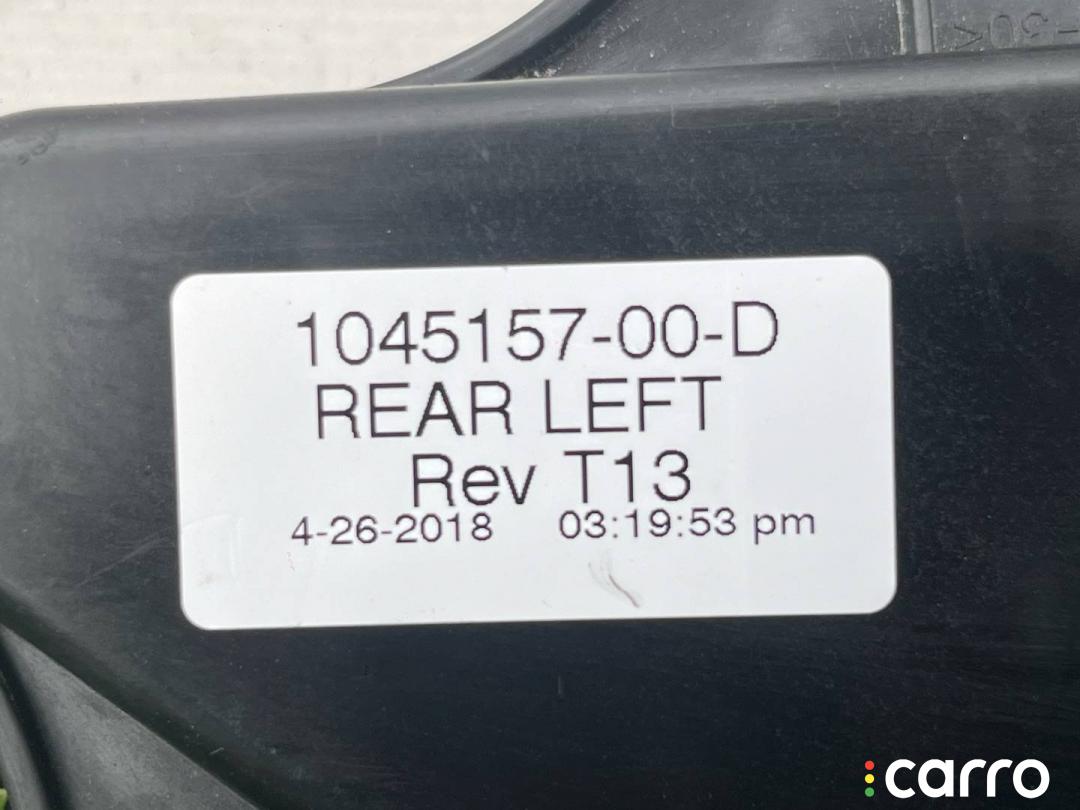 1045157-00-D
REAR LEFT
Rev T13
4-26-2018 03:19:53 pm
carro